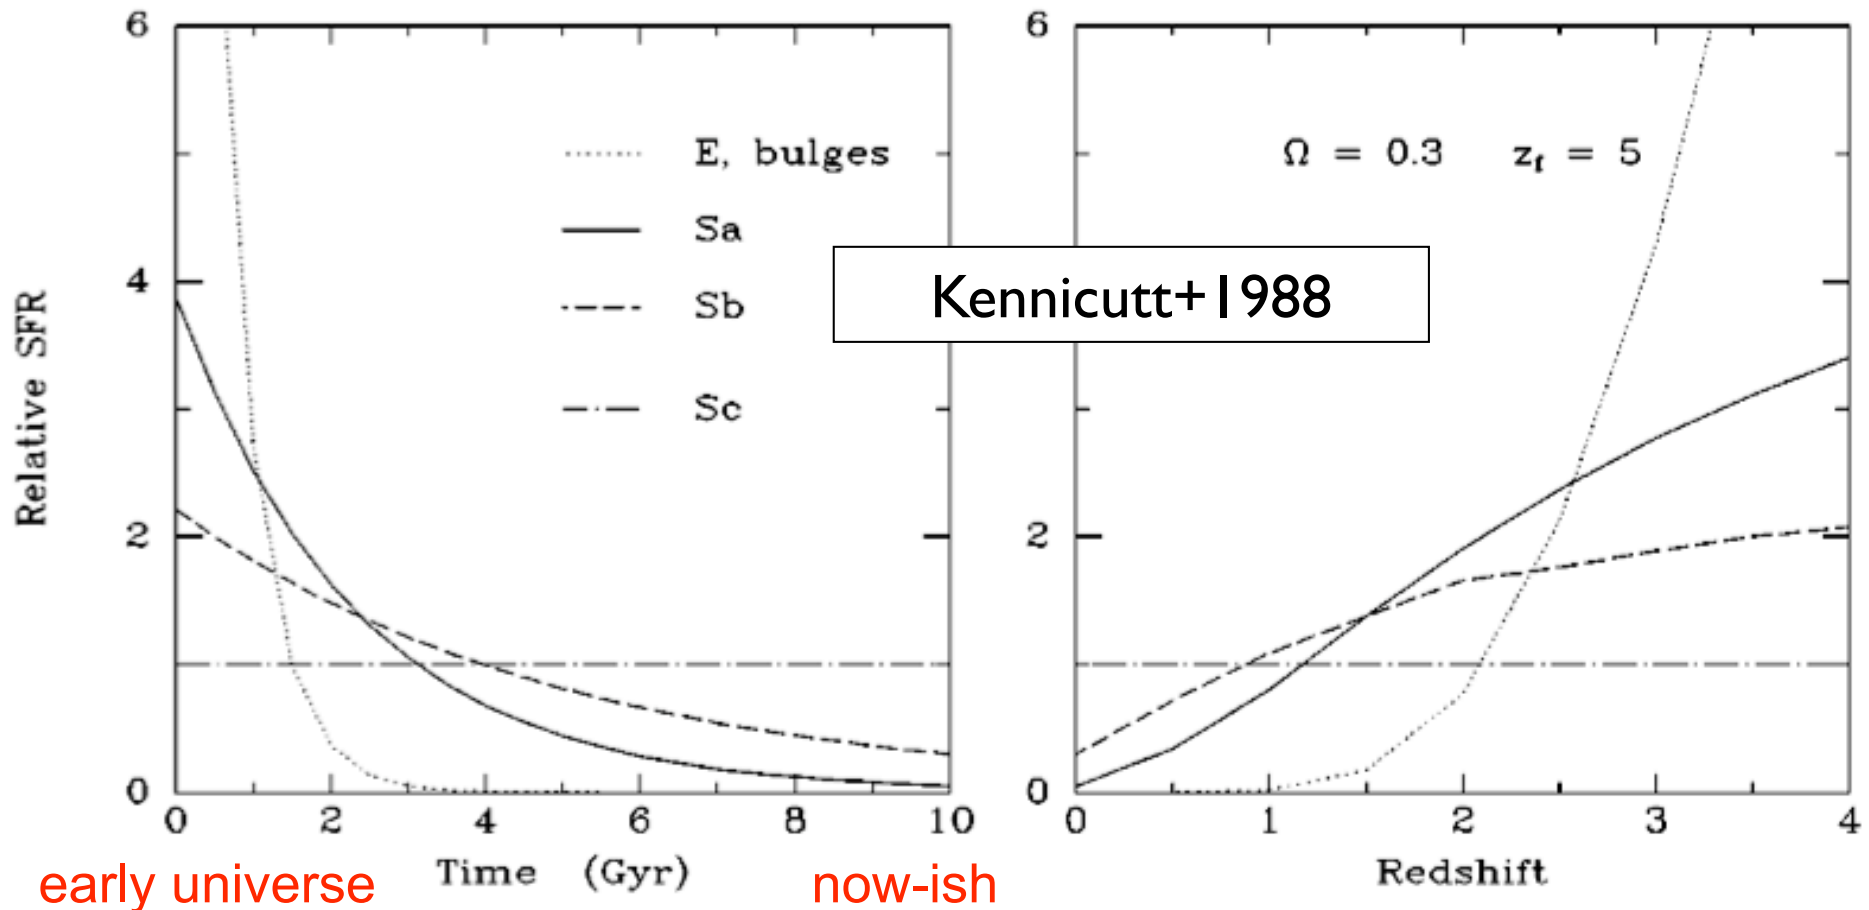 6
4
2
0
Relative SFR
E, bulges
Sa
Sb
Sc
0 2 4 6 8 10
Time (Gyr)
early universe
now-ish
Kennicutt+1988
6
2
0
Ω = 0.3 z_f = 5
0 1 2 3 4
Redshift